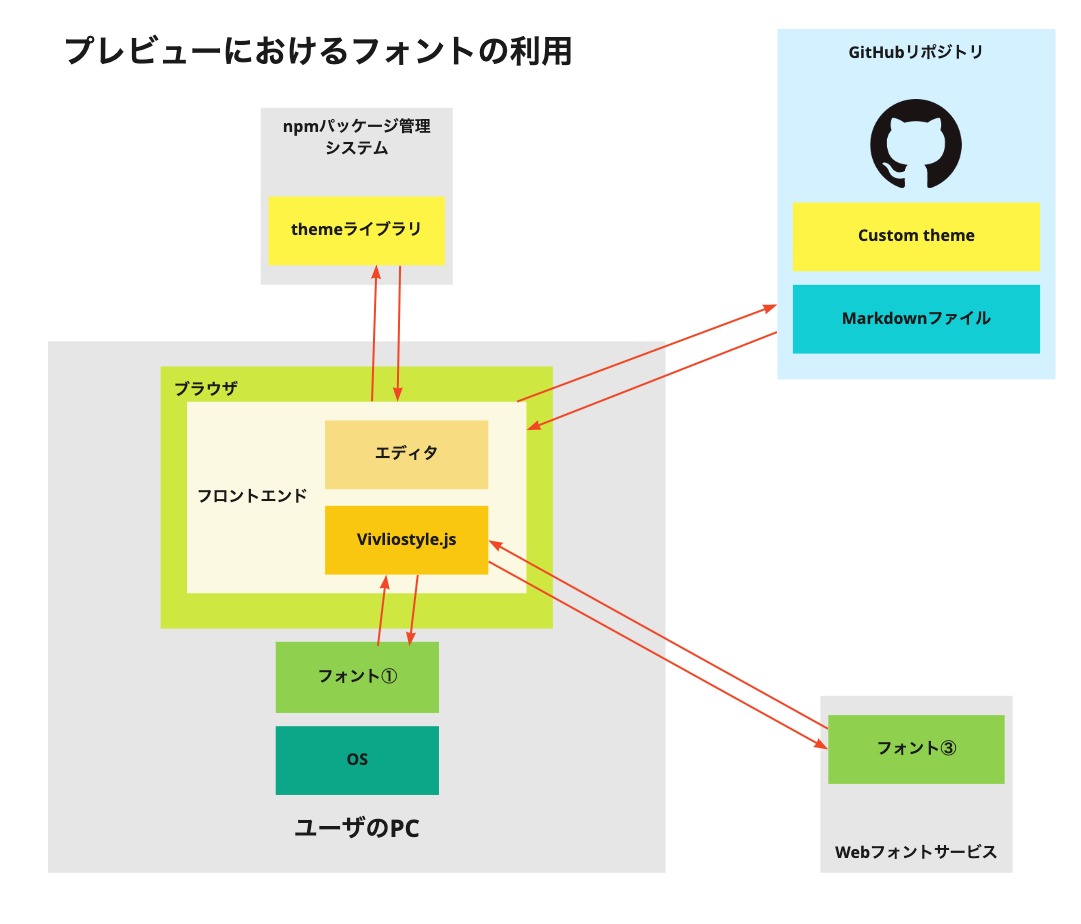 プレビューにおけるフォントの利用
GitHubリポジトリ
npmパッケージ管理
システム
themeライブラリ
Custom theme
Markdownファイル
ブラウザ
エディタ
フロントエンド
Vivliostyle.js
フォント①
OS
ユーザのPC
フォント③
Webフォントサービス